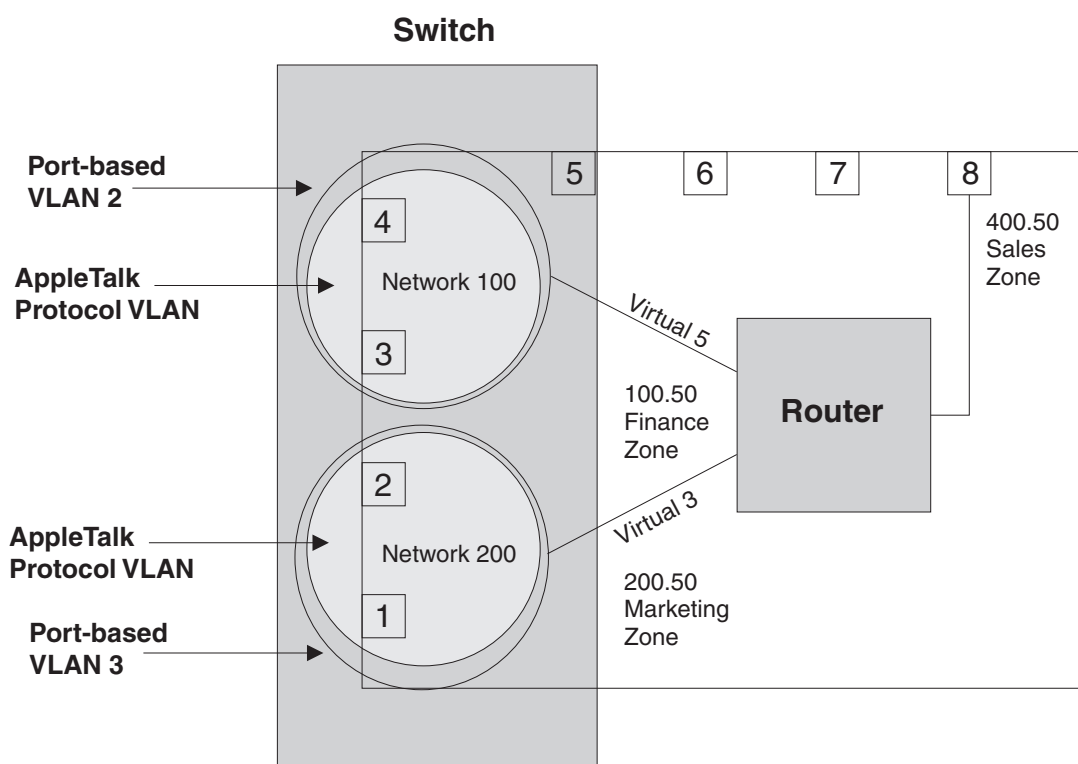 Switch
Port-based
VLAN 2
5
6
7
8
4
400.50
Sales
Zone
AppleTalk
Protocol VLAN
Network 100
Virtual 5
3
100.50
Finance
Zone
Router
2
Virtual 3
AppleTalk
Protocol VLAN
Network 200
200.50
Marketing
Zone
1
Port-based
VLAN 3